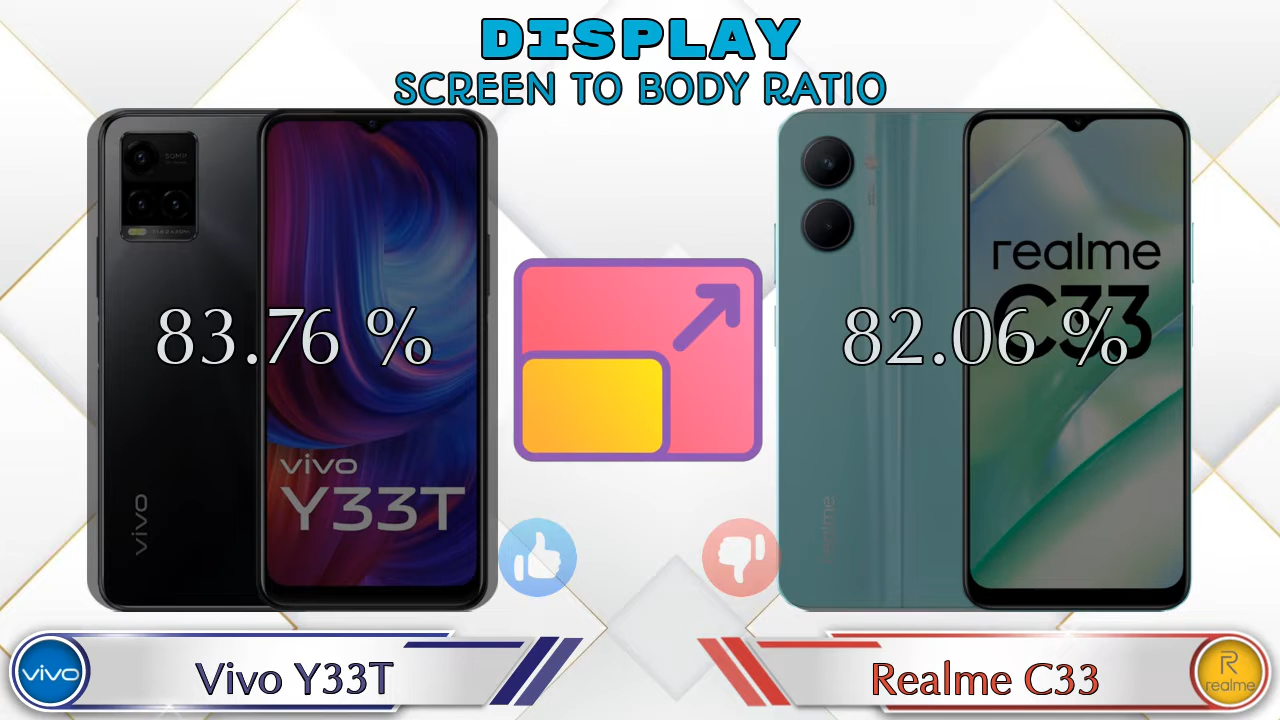 DISPLAY
SCREEN TO BODY RATIO
SONY
83.76 %
vivo
Y33T
vivo
realme
C33
82.06 %
realme
vivo
Vivo Y33T
Realme C33
R
realme